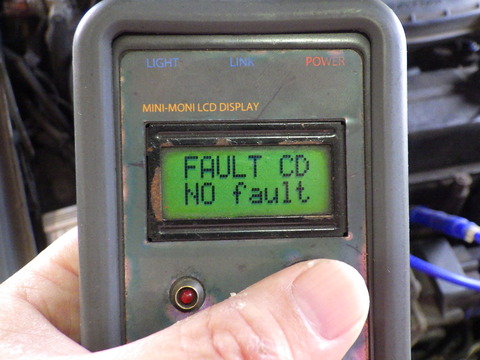 LIGHT LINK POWER
MINI-MONI LCD DISPLAY
FAULT CD
NO fault